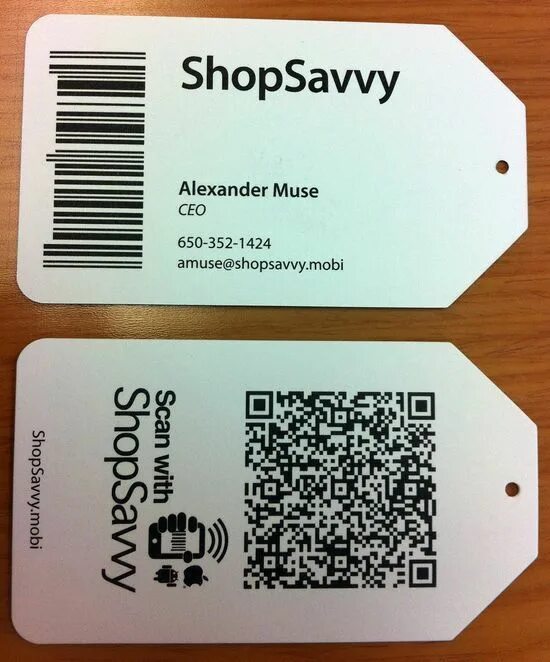 ShopSavvy
Alexander Muse
CEO
650-352-1424
amuse@shopsavvy.mobi
Scan with
ShopSavvy
ShopSavvy.mobi